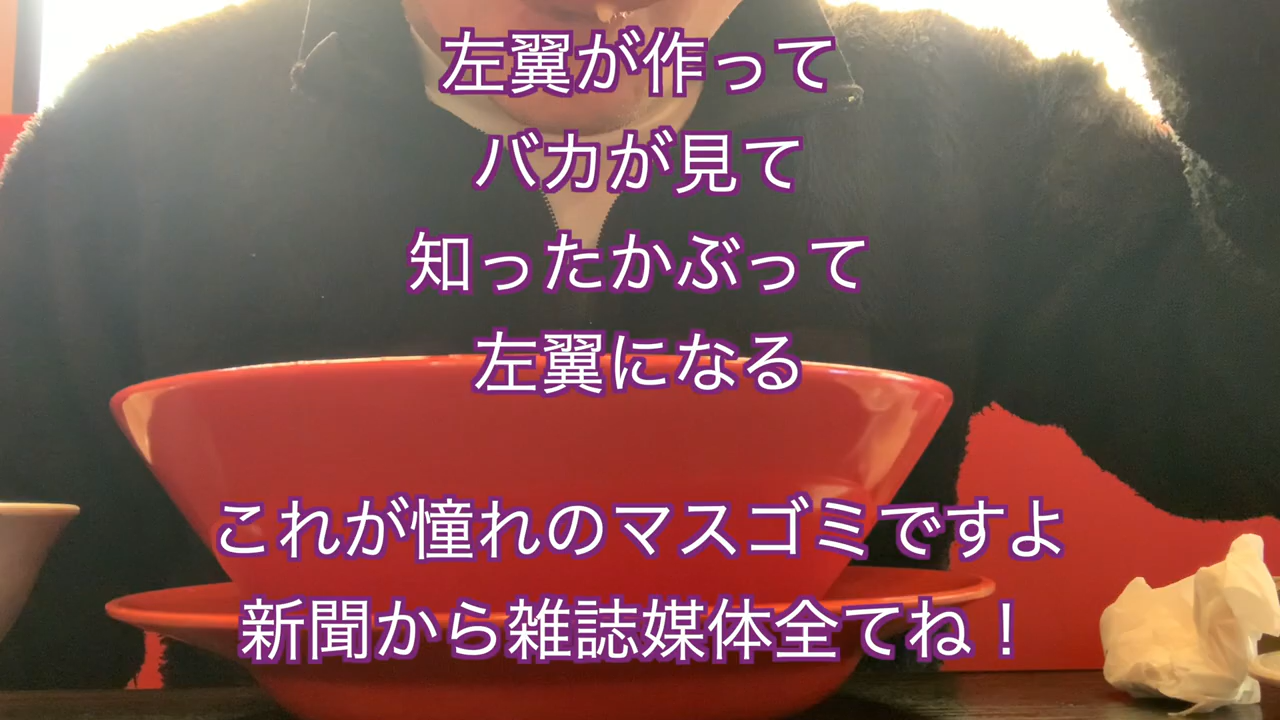 左翼が作って
バカが見て
知ったかぶって
左翼になる
これが憧れのマスゴミですよ
新聞から雑誌媒体全てね！